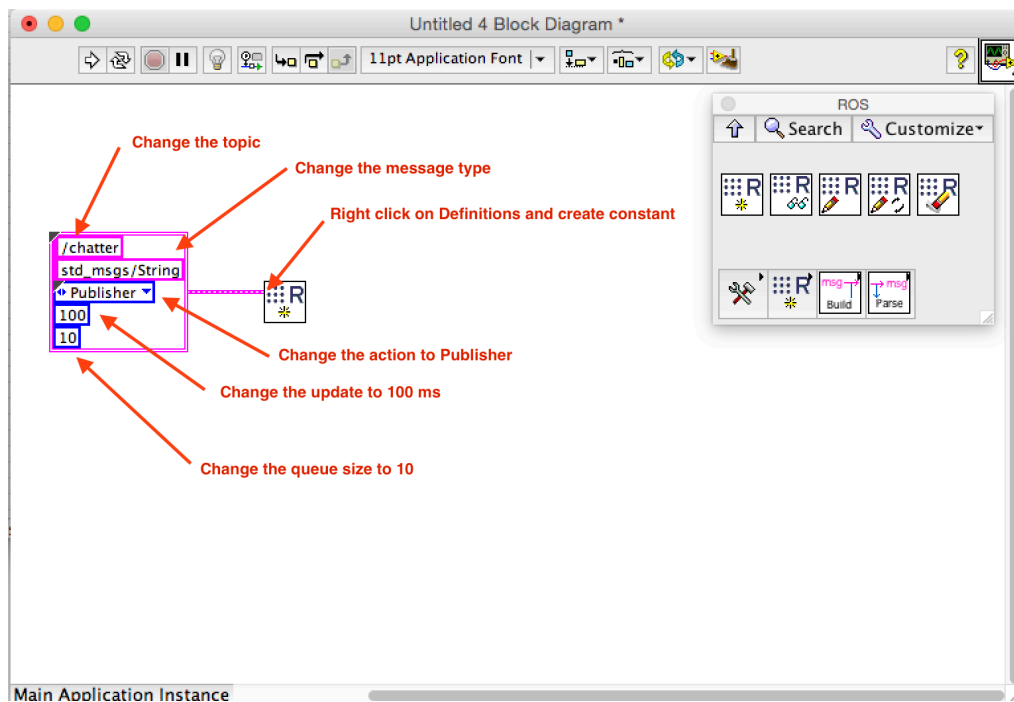 Untitled 4 Block Diagram *
11pt Application Font
?
ROS
Search
Customize
Change the topic
Change the message type
Right click on Definitions and create constant
R
R
R
R
R
/chatter
std_msgs/String
Publisher
100
10
R
R
msg
Build
msg
Parse
Change the action to Publisher
Change the update to 100 ms
Change the queue size to 10
Main Application Instance